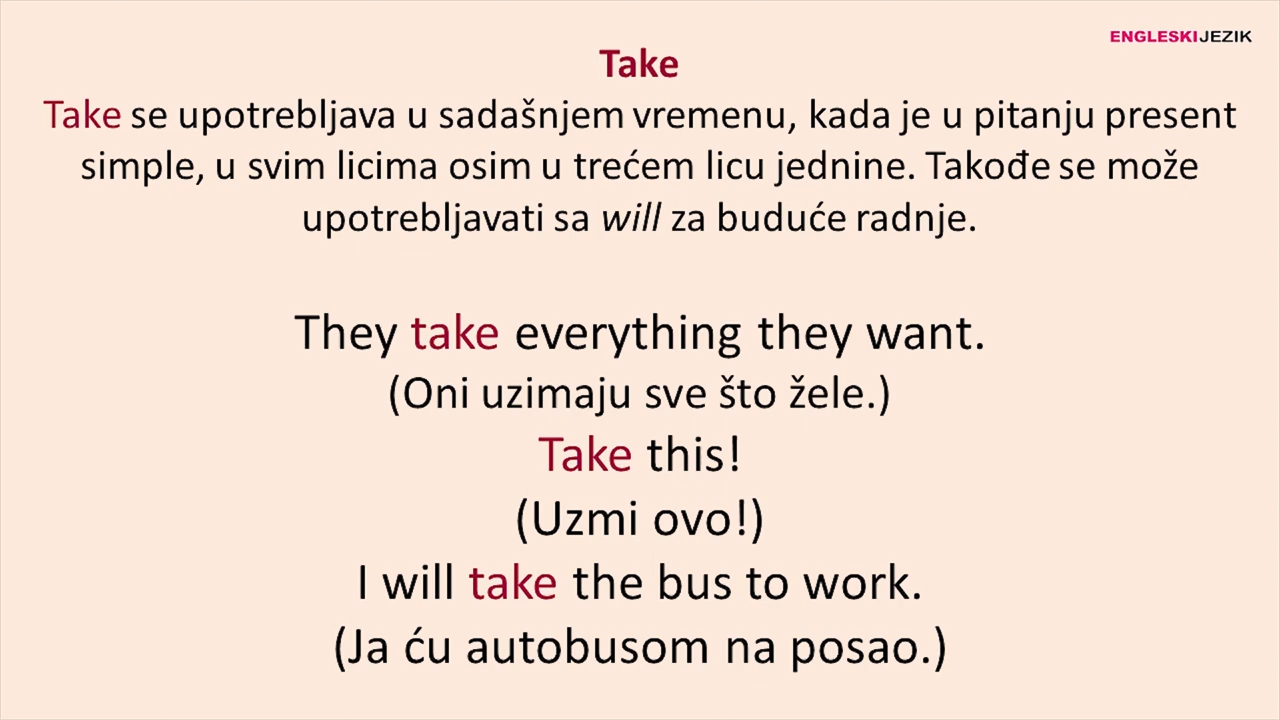 ENGLESKIJEZIK
Take
Take se upotrebljava u sadašnjem vremenu, kada je u pitanju present
simple, u svim licima osim u trećem licu jednine. Takođe se može
upotrebljavati sa will za buduće radnje.
They take everything they want.
(Oni uzimaju sve što žele.)
Take this!
(Uzmi ovo!)
I will take the bus to work.
(Ja ću autobusom na posao.)